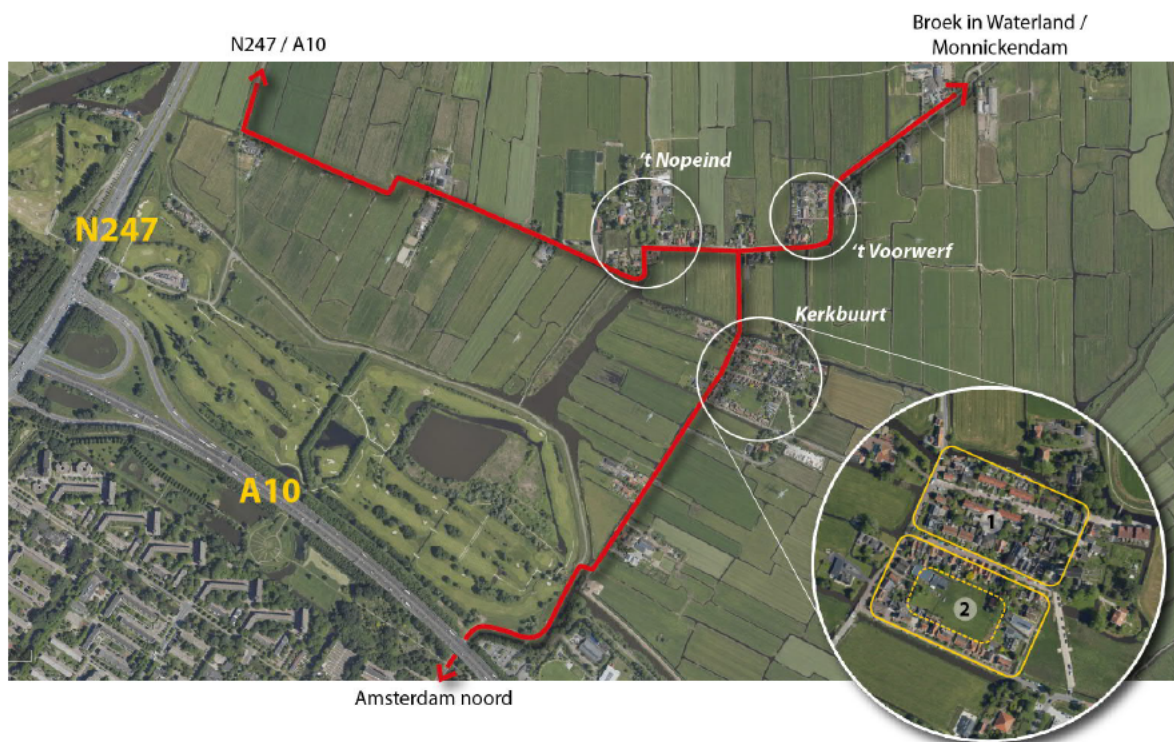 N247 / A10
Broek in Waterland /
Monnickendam
't Nopeind
N247
't Voorwerf
Kerkbuurt
A10
1
2
Amsterdam noord